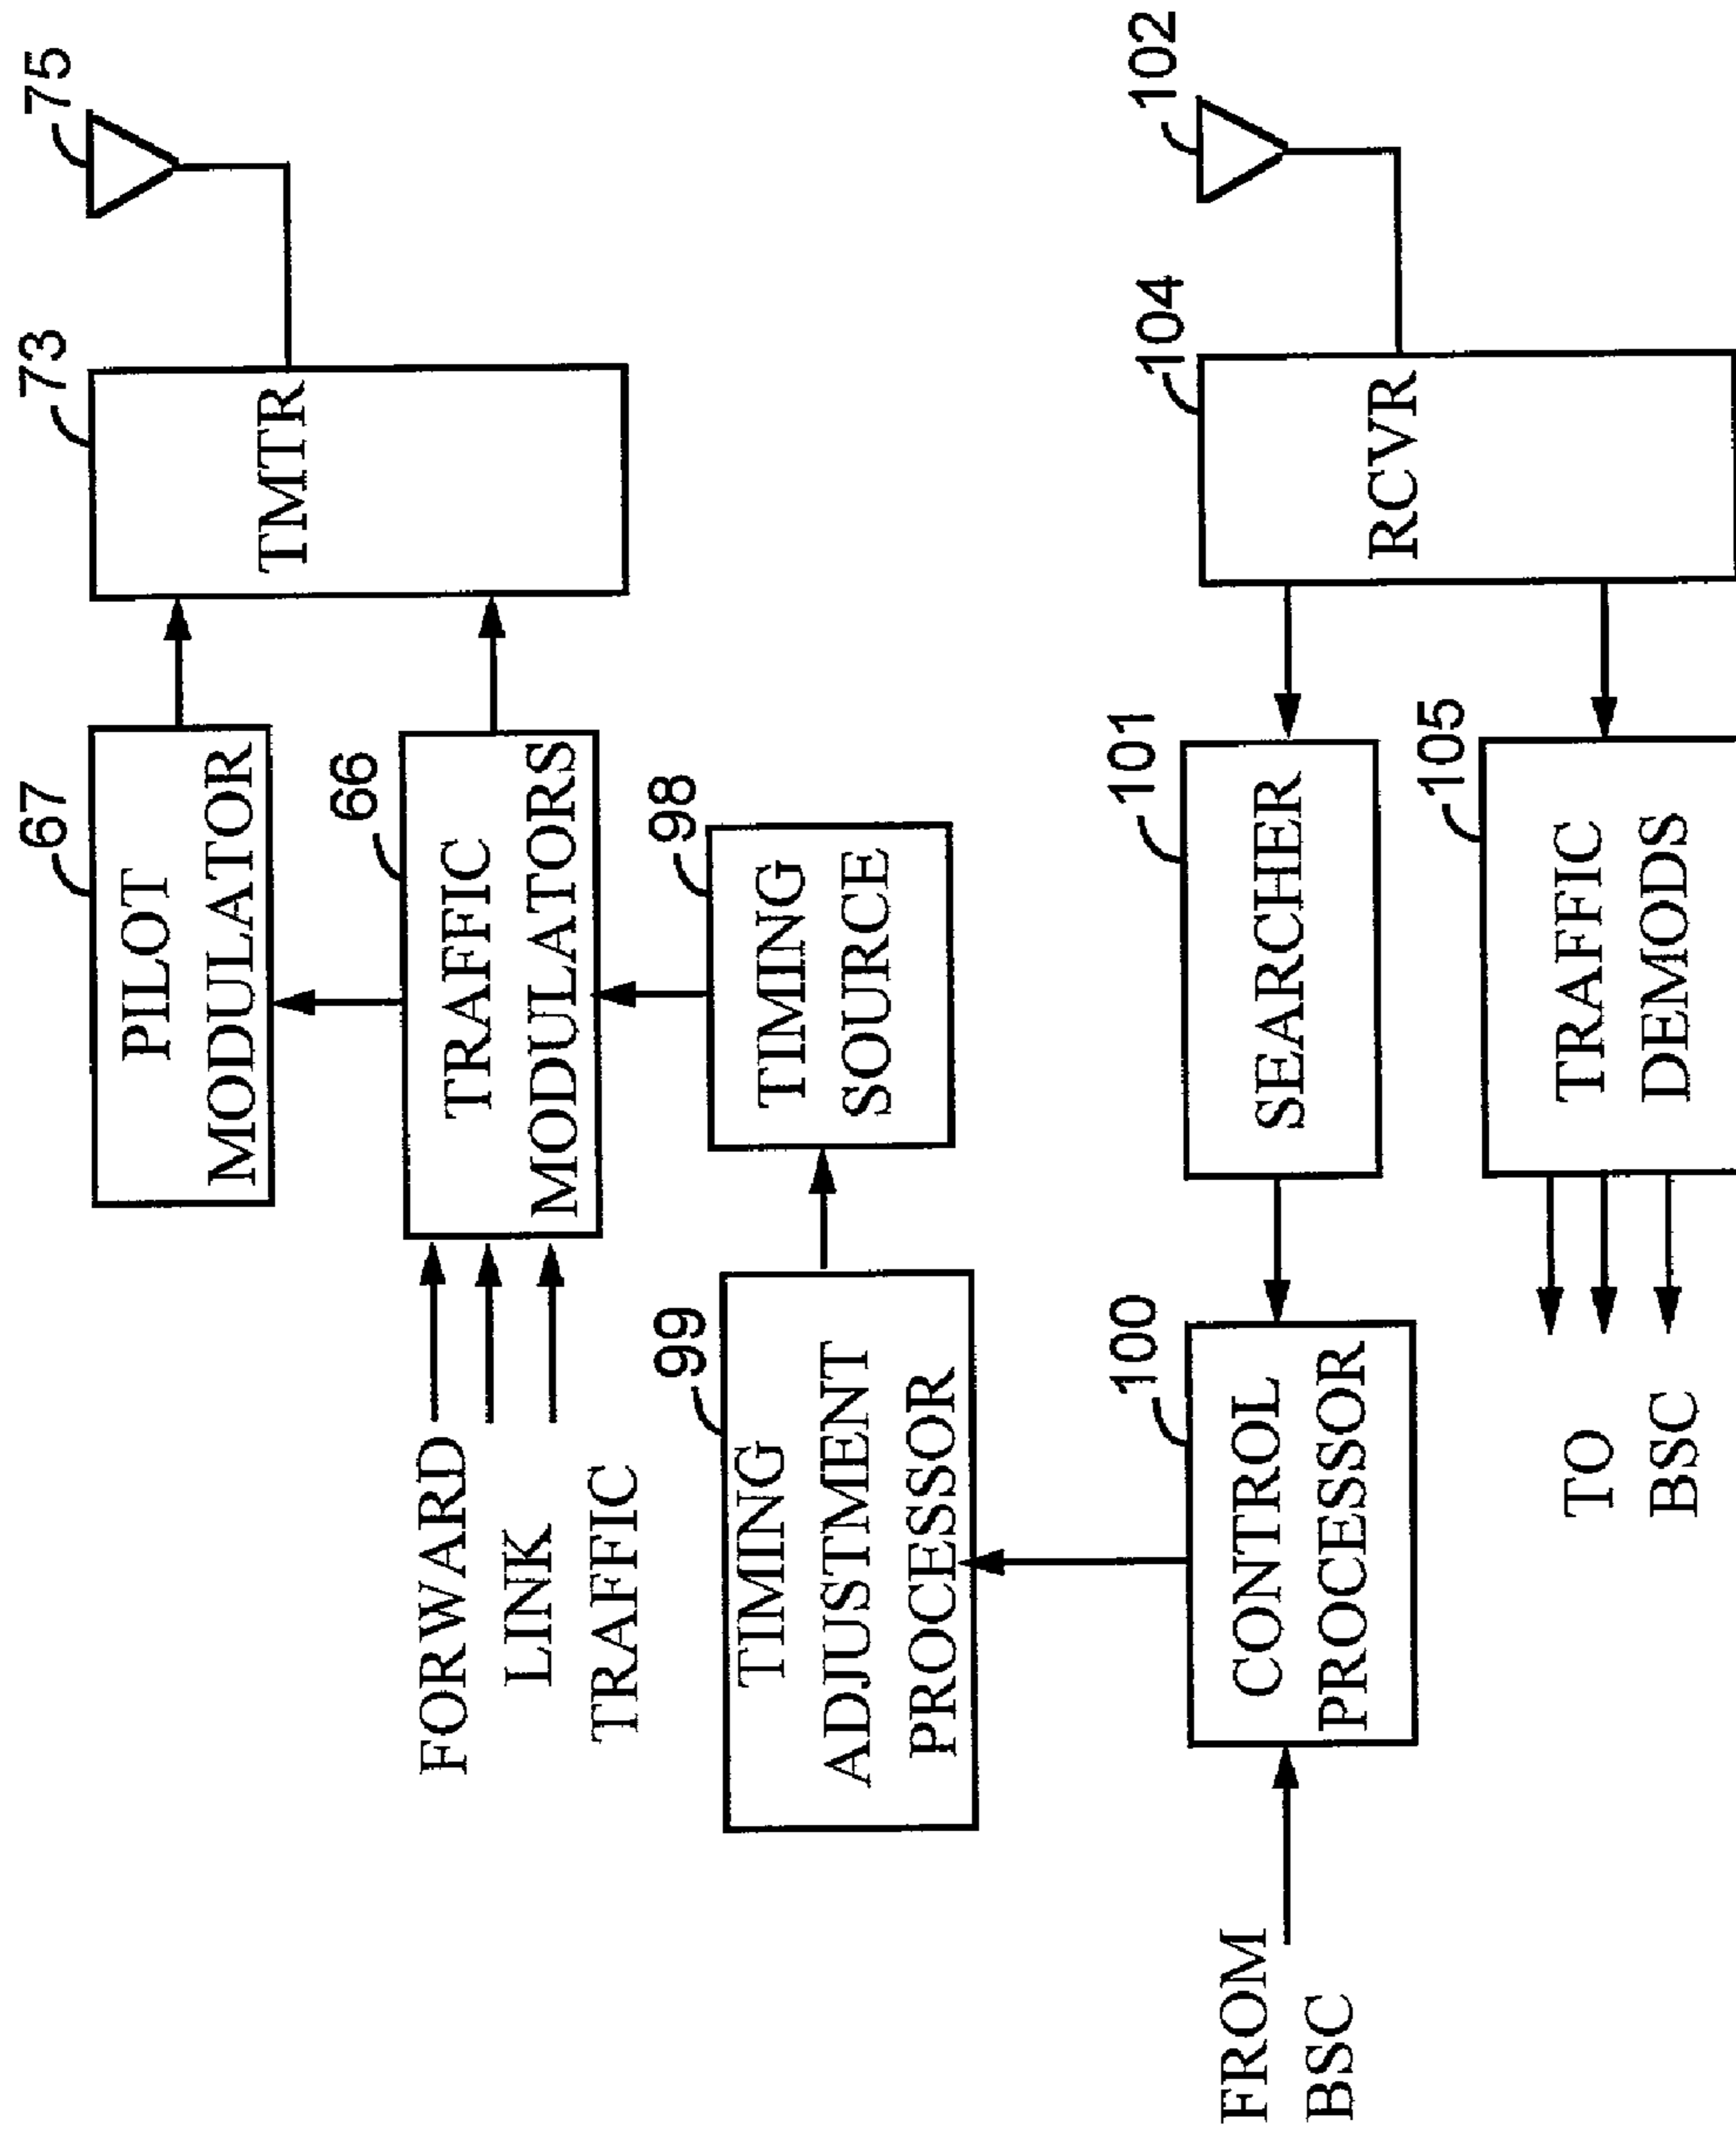 67
PILOT
MODULATOR
73
TMTR
75
66
TRAFFIC
MODULATORS
FORWARD
LINK
TRAFFIC
98
TIMING
SOURCE
99
TIMING
ADJUSTMENT
PROCESSOR
FROM
BSC
100
CONTROL
PROCESSOR
101
SEARCHER
104
RCVR
102
105
TRAFFIC
DEMODS
TO
BSC